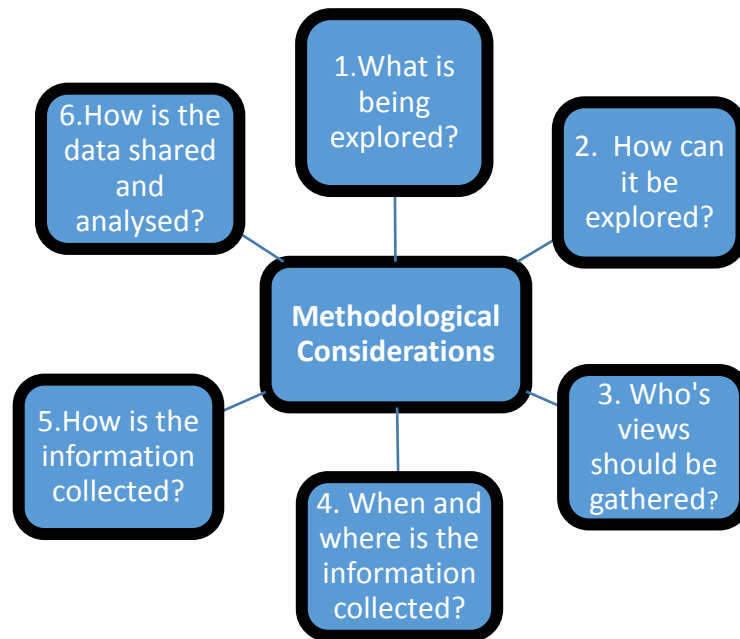 1.What is
being
explored?
2.  How can
it be
explored?
3. Who's
views
should be
gathered?
4. When and
where is the
information
collected?
5.How is the
information
collected?
6.How is the
data shared
and
analysed?
Methodological
Considerations